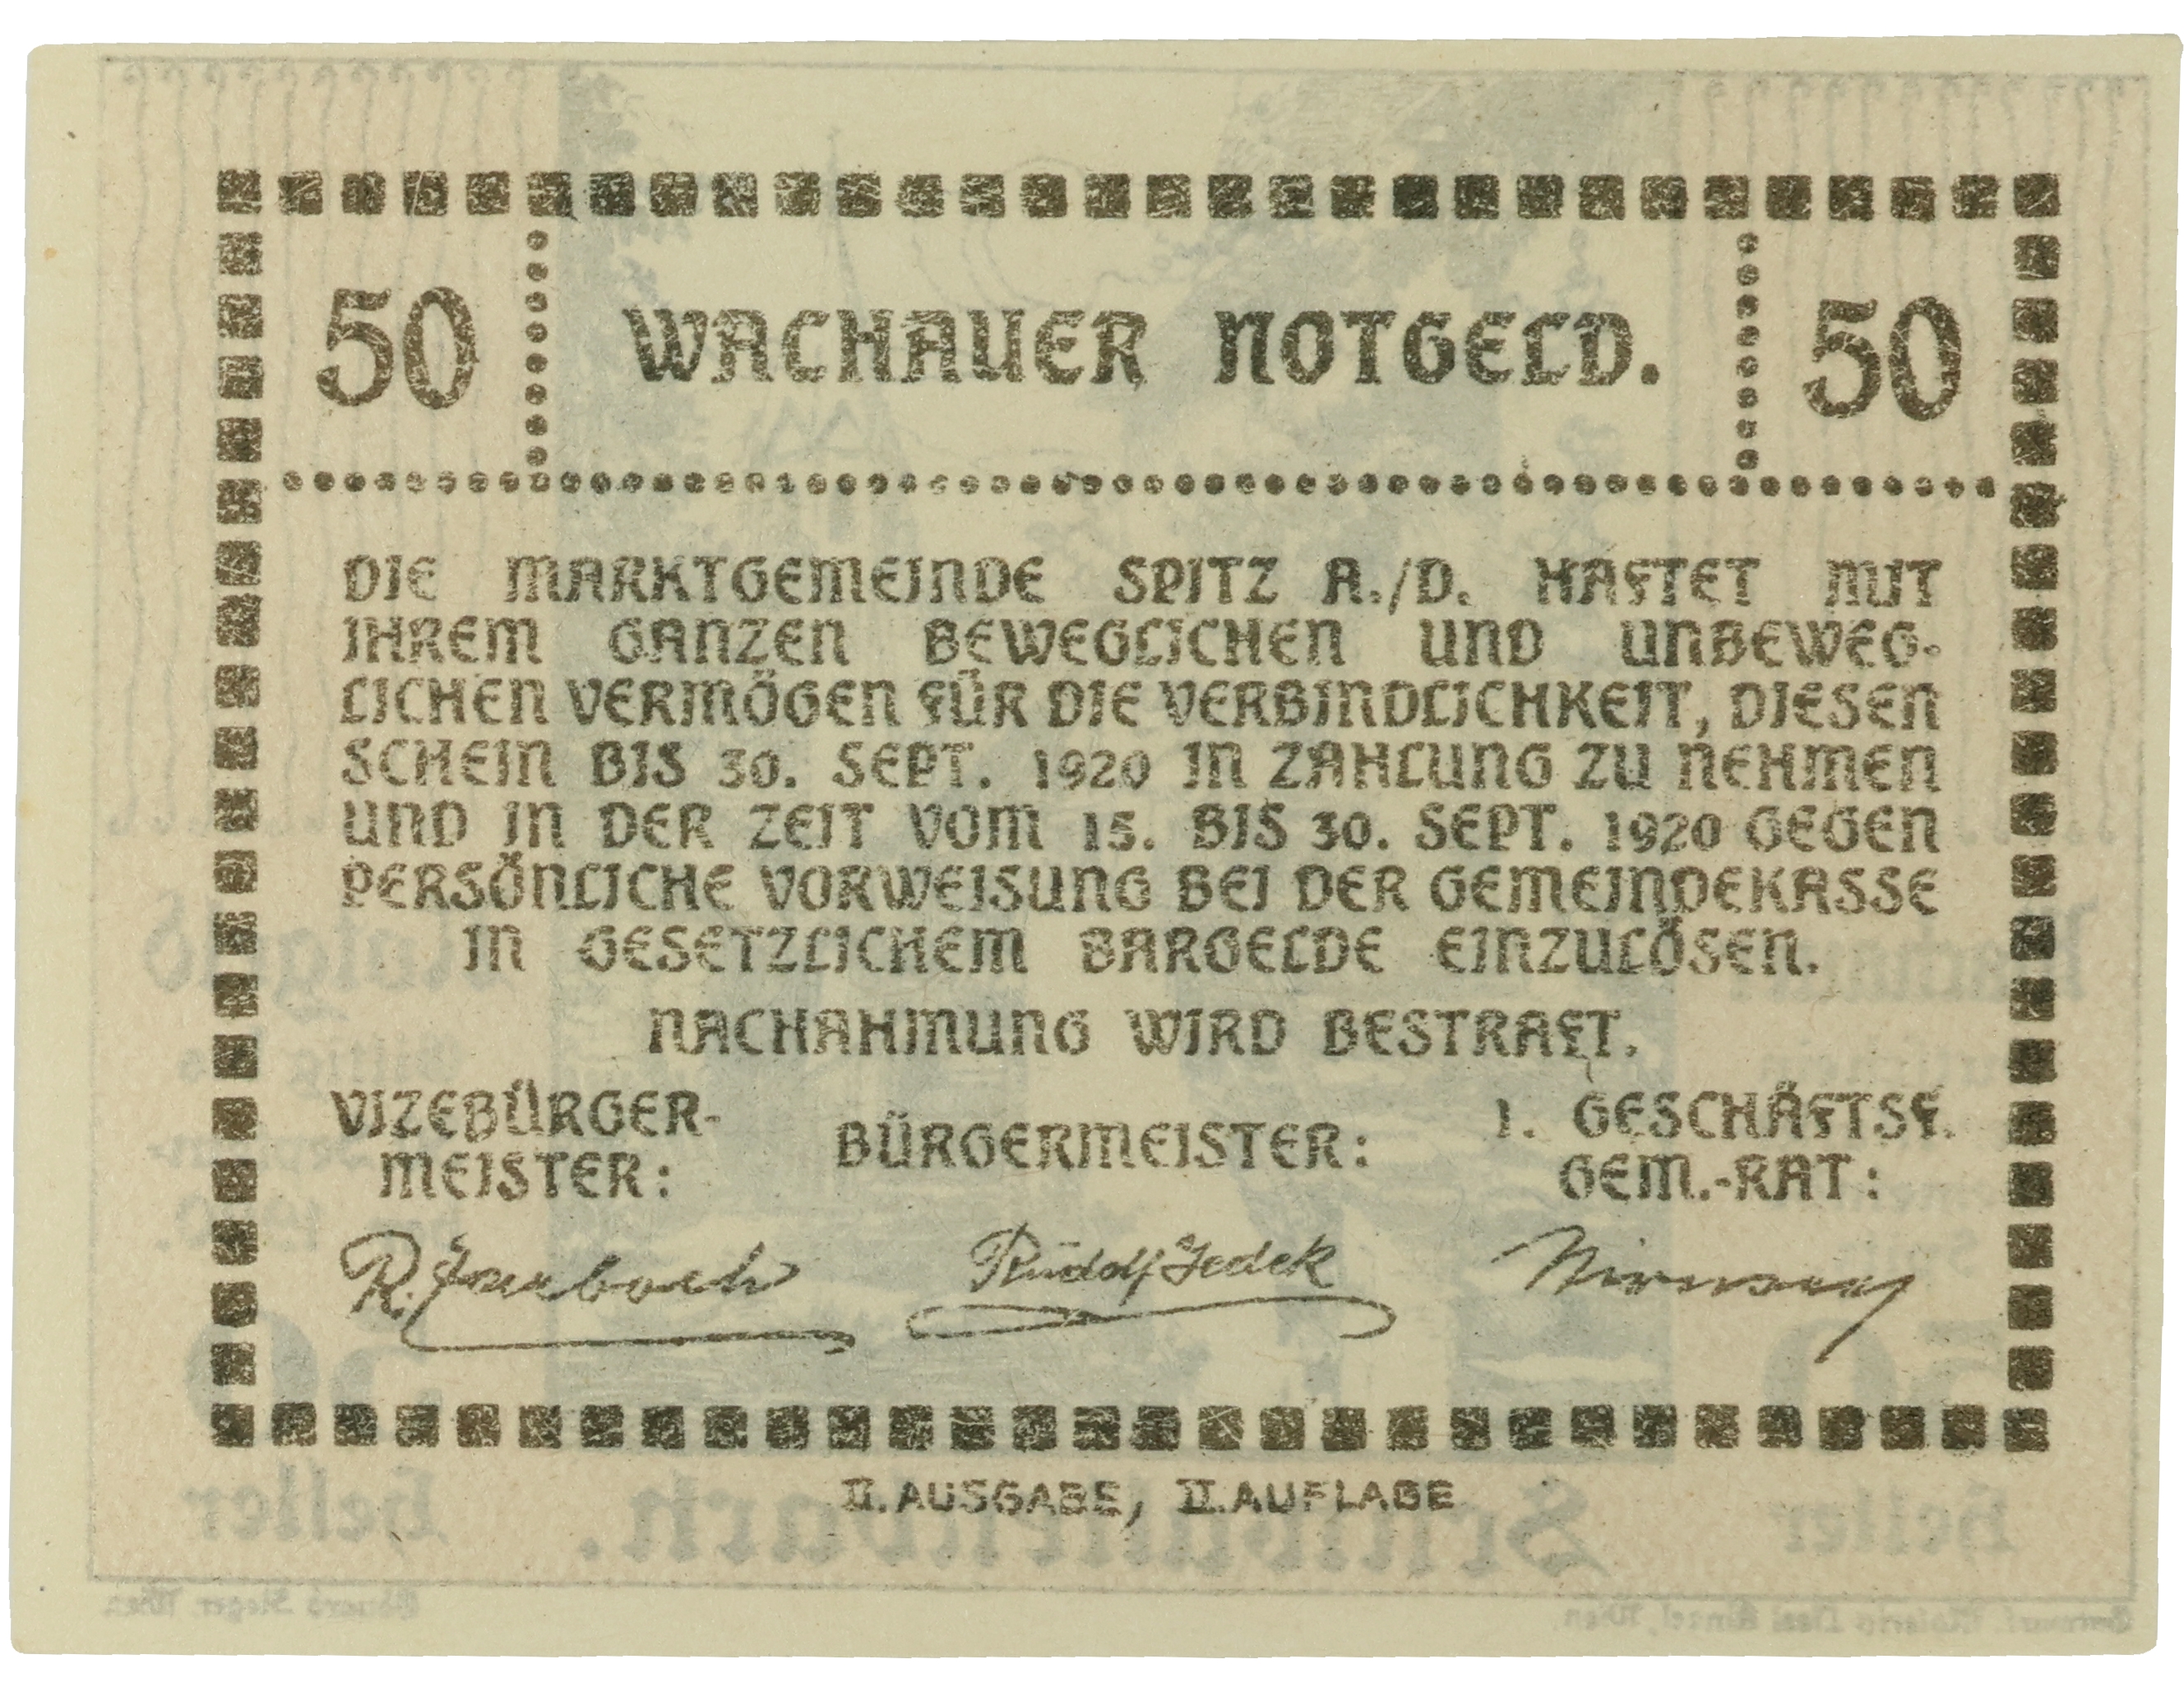 50 WACHAUER NOTGELD. 50
DIE MARKTGEMEINDE SPITZ A./D. HAFTET MIT
IHREM GANZEN BEWEGLICHEN UND UNBEWEG-
LICHEN VERMÖGEN FÜR DIE VERBINDLICHKEIT, DIESEN
SCHEIN BIS 30. SEPT. 1920 IN ZAHLUNG ZU NEHMEN
UND IN DER ZEIT VOM 15. BIS 30. SEPT. 1920 GEGEN
PERSÖNLICHE VORWEISUNG BEI DER GEMEINDEKASSE
IN GESETZLICHEM BARGELDE EINZULÖSEN.
NACHAHMUNG WIRD BESTRAFT.
VIZEBÜRGER-
MEISTER:
BÜRGERMEISTER:
1. GESCHÄFTSF.
GEM.-RAT:
R.
Rudolf Jedek
II. AUSGABE, II. AUFLAGE
Heller Schwach. Heller